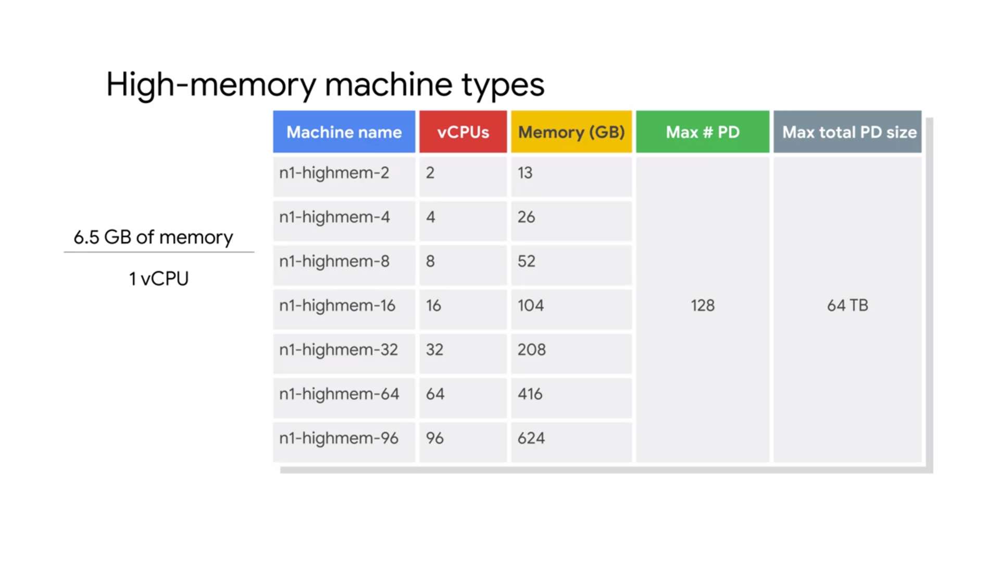 High-memory machine types
6.5 GB of memory
1 vCPU
Machine name vCPUs Memory (GB) Max # PD Max total PD size
n1-highmem-2 2 13
n1-highmem-4 4 26
n1-highmem-8 8 52
n1-highmem-16 16 104 128 64 TB
n1-highmem-32 32 208
n1-highmem-64 64 416
n1-highmem-96 96 624